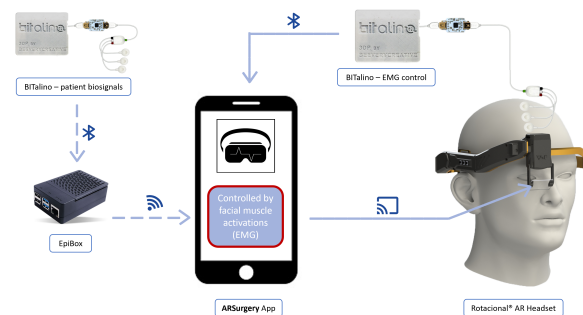 bitalino
bitalino
BITalino – patient biosignals
BITalino – EMG control
Controlled by
facial muscle
activations
(EMG)
EpiBox
ARSurgery App
Rotacional® AR Headset